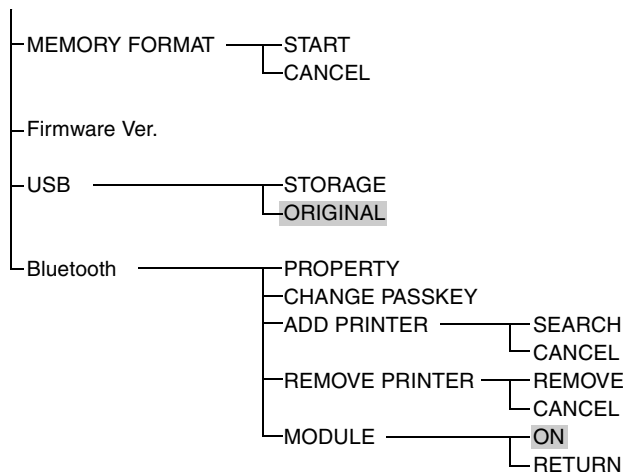 MEMORY FORMAT START
CANCEL
Firmware Ver.
USB STORAGE
ORIGINAL
Bluetooth PROPERTY
CHANGE PASSKEY
ADD PRINTER SEARCH
CANCEL
REMOVE PRINTER REMOVE
CANCEL
MODULE ON
RETURN